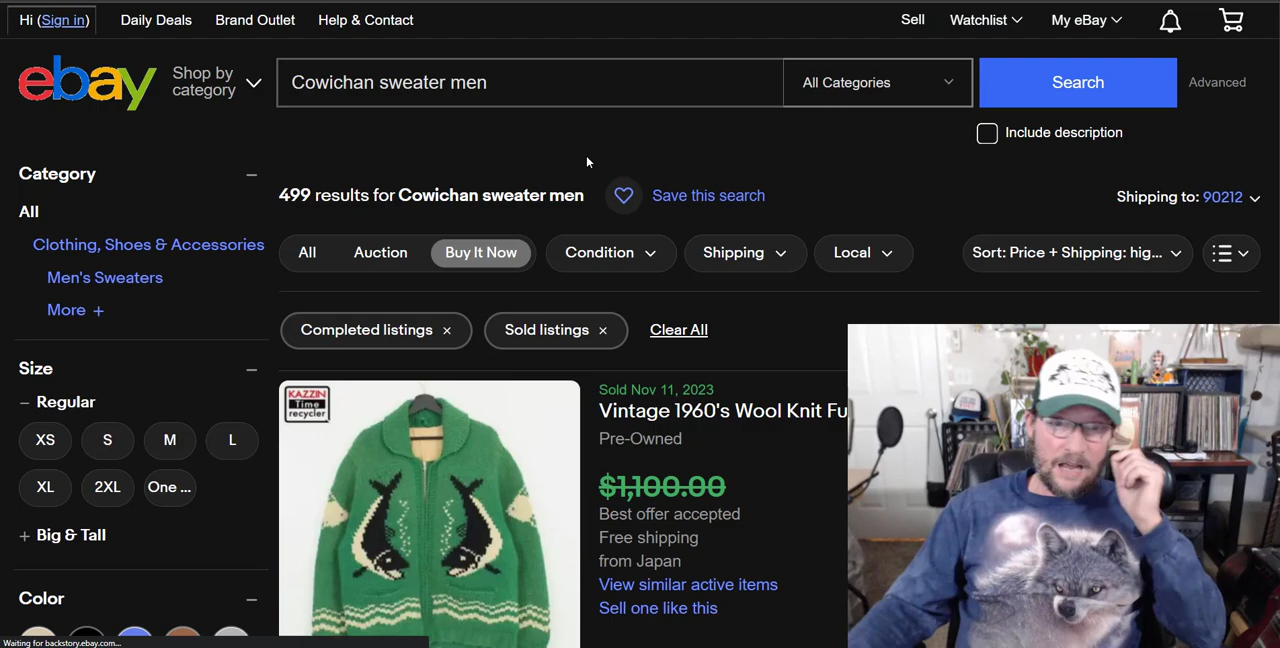 Hi (Sign in) Daily Deals Brand Outlet Help & Contact Sell Watchlist My eBay
ebay Shop by category Cowichan sweater men All Categories Search Advanced
Include description
Category
All
Clothing, Shoes & Accessories
Men's Sweaters
More +
499 results for Cowichan sweater men Save this search Shipping to: 90212
All Auction Buy It Now Condition Shipping Local Sort: Price + Shipping: hig...
Completed listings × Sold listings × Clear All
Size
Regular
XS S M L
XL 2XL One ...
+ Big & Tall
Color
KAZZIN
Time
recycler
Sold Nov 11, 2023
Vintage 1960's Wool Knit Fu
Pre-Owned
$1,100.00
Best offer accepted
Free shipping
from Japan
View similar active items
Sell one like this
Waiting for backstory.ebay.com...